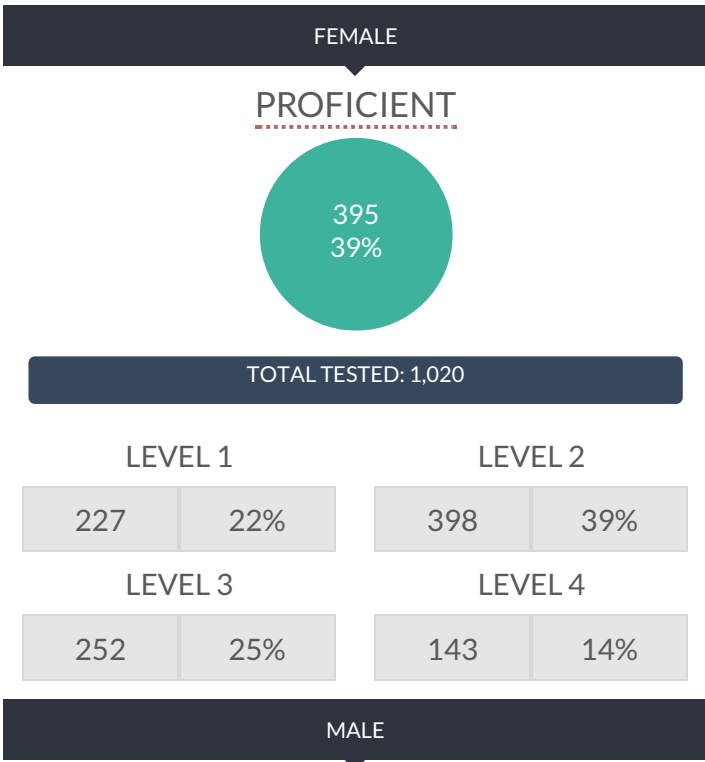 FEMALE
PROFICIENT
395
39%
TOTAL TESTED: 1,020
LEVEL 1
227 22%
LEVEL 2
398 39%
LEVEL 3
252 25%
LEVEL 4
143 14%
MALE